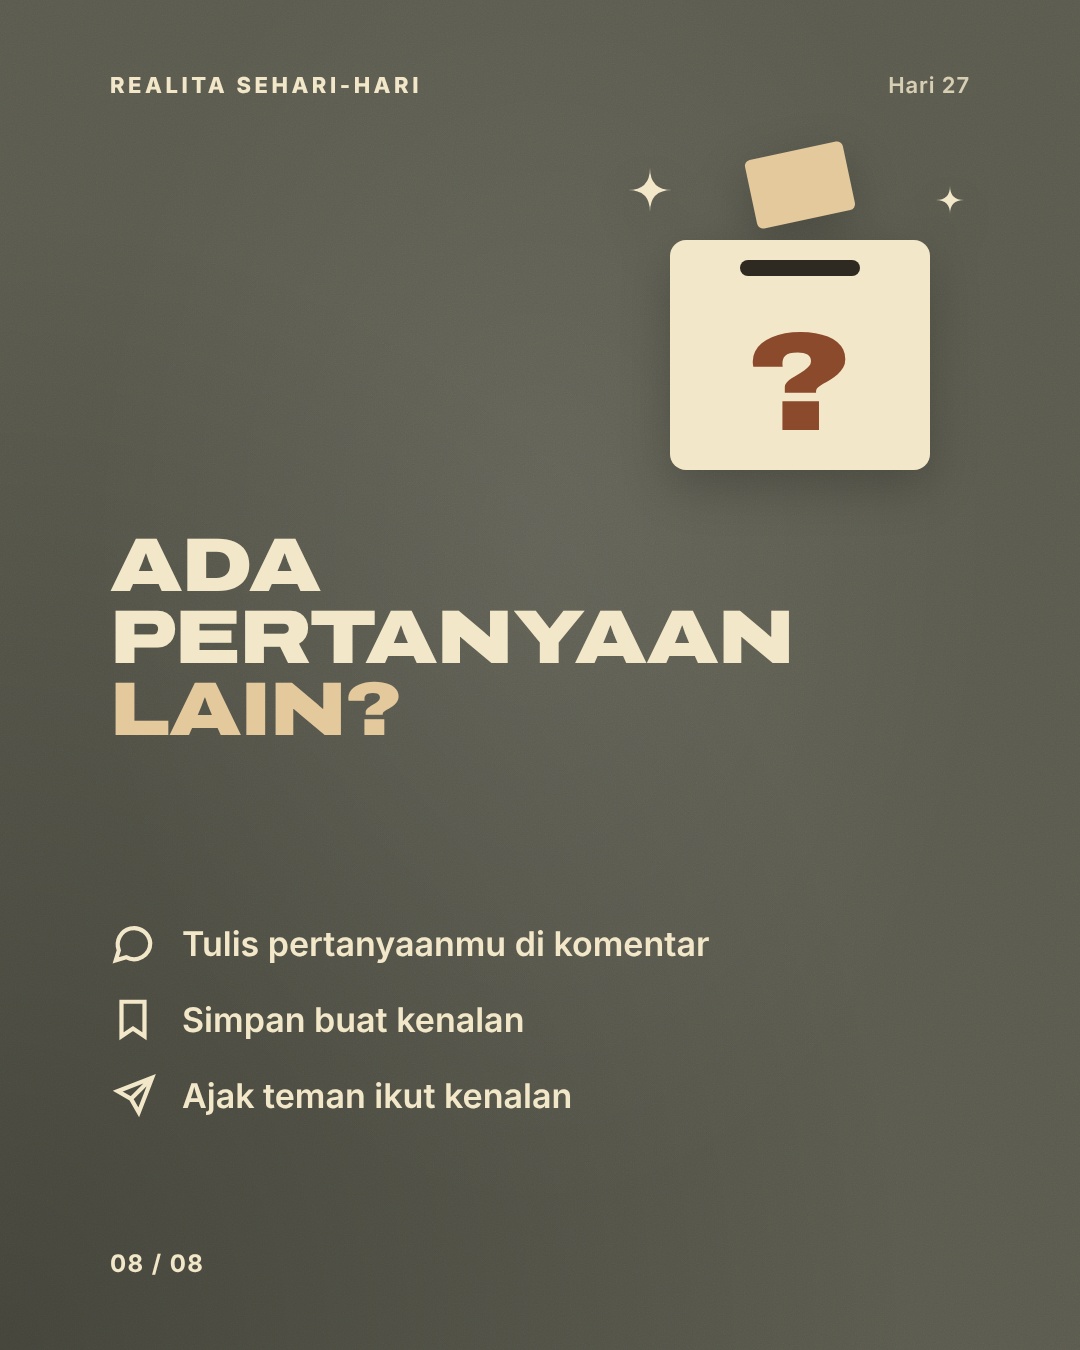 REALITA SEHARI-HARI
Hari 27
?
ADA
PERTANYAAN
LAIN?
Tulis pertanyaanmu di komentar
Simpan buat kenalan
Ajak teman ikut kenalan
08 / 08